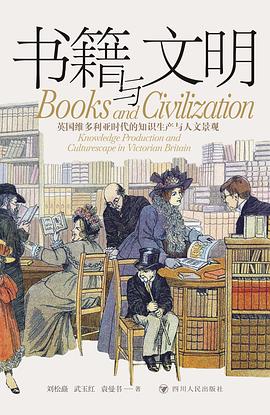 书籍与文明
Books and Civilization
英国维多利亚时代的知识生产与人文景观
Knowledge Production and
Culturescape in Victorian Britain
刘松矗 武玉红 袁曼书 — 著
四川人民出版社